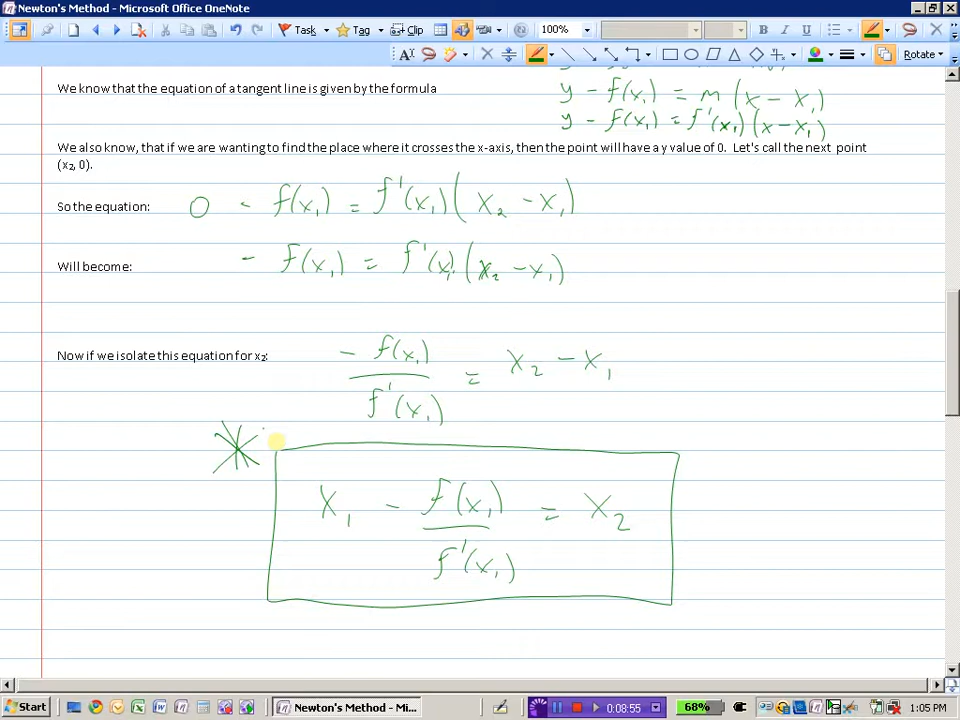 Newton's Method - Microsoft Office OneNote
Task Tag Clip 100%
B I U Rotate
We know that the equation of a tangent line is given by the formula
y - f(x₁) = m (x - x₁)
y - f(x₁) = f'(x₁)(x-x₁)
We also know, that if we are wanting to find the place where it crosses the x-axis, then the point will have a y value of 0. Let's call the next point
(x₂, 0).
So the equation: 0 - f(x₁) = f'(x₁)(x₂ - x₁)
Will become: - f(x₁) = f'(x₁)(x₂ - x₁)
Now if we isolate this equation for x₂: - f(x₁) / f'(x₁) = x₂ - x₁
x₁ - f(x₁) / f'(x₁) = x₂
Start Newton's Method - Mi... 0:08:55 68% 1:05 PM